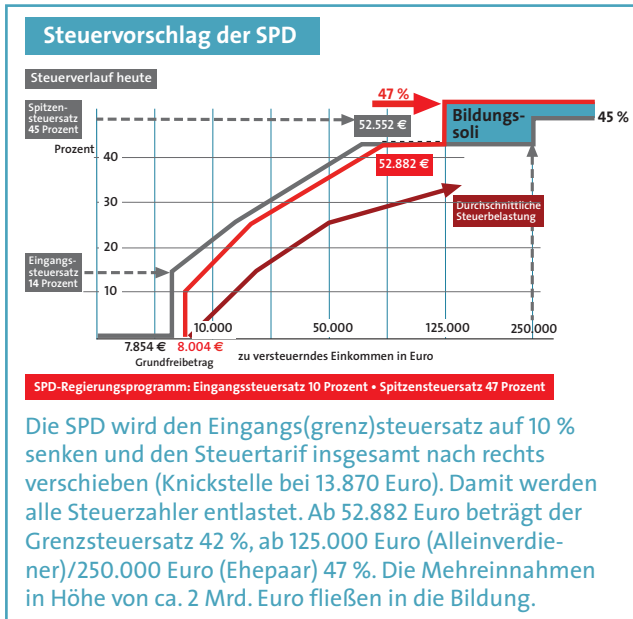 Steuervorschlag der SPD
Steuerverlauf heute
Spitzen-
steuersatz
45 Prozent
47 %
52.552 €
Bildungs-
soli
45 %
Prozent
40
52.882 €
30
Durchschnittliche
Steuerbelastung
20
Eingangs-
steuersatz
14 Prozent
10
10.000
50.000
125.000
250.000
7.854 €
8.004 €
Grundfreibetrag
zu versteuerndes Einkommen in Euro
SPD-Regierungsprogramm: Eingangssteuersatz 10 Prozent • Spitzensteuersatz 47 Prozent
Die SPD wird den Eingangs(grenz)steuersatz auf 10 %
senken und den Steuertarif insgesamt nach rechts
verschieben (Knickstelle bei 13.870 Euro). Damit werden
alle Steuerzahler entlastet. Ab 52.882 Euro beträgt der
Grenzsteuersatz 42 %, ab 125.000 Euro (Alleinverdie-
ner)/250.000 Euro (Ehepaar) 47 %. Die Mehreinnahmen
in Höhe von ca. 2 Mrd. Euro fließen in die Bildung.